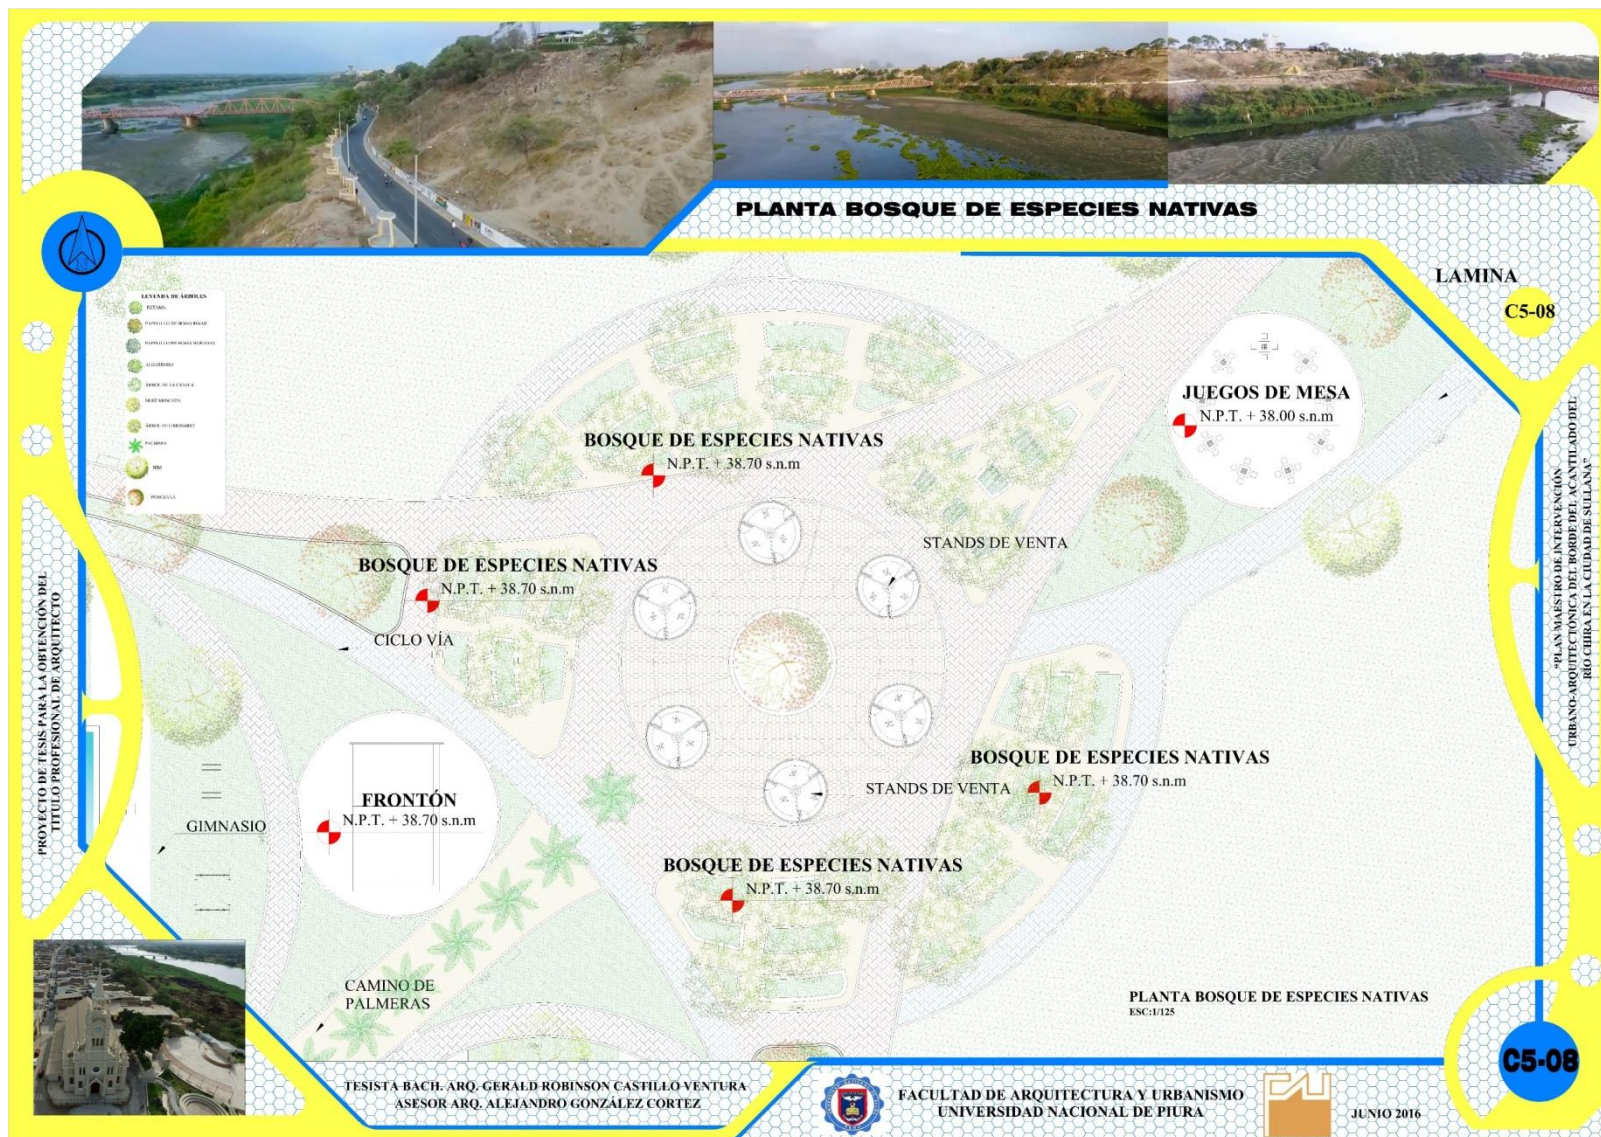 PLANTA BOSQUE DE ESPECIES NATIVAS
LAMINA
C5-08
LEYENDA DE ÁRBOLES
RETAMA
ALGARROBO
PALMERA
NIM
PONCIANA
JUEGOS DE MESA
N.P.T. + 38.00 s.n.m
BOSQUE DE ESPECIES NATIVAS
N.P.T. + 38.70 s.n.m
STANDS DE VENTA
BOSQUE DE ESPECIES NATIVAS
N.P.T. + 38.70 s.n.m
CICLO VÍA
BOSQUE DE ESPECIES NATIVAS
N.P.T. + 38.70 s.n.m
STANDS DE VENTA
FRONTÓN
N.P.T. + 38.70 s.n.m
GIMNASIO
BOSQUE DE ESPECIES NATIVAS
N.P.T. + 38.70 s.n.m
CAMINO DE
PALMERAS
PLANTA BOSQUE DE ESPECIES NATIVAS
ESC:1/125
PROYECTO DE TESIS PARA LA OBTENCIÓN DEL
TITULO PROFESIONAL DE ARQUITECTO
"PLAN MAESTRO DE INTERVENCIÓN
URBANO-ARQUITECTÓNICA DEL BORDE DEL ACANTILADO DEL
RÍO CHIRA EN LA CIUDAD DE SULLANA"
C5-08
TESISTA BACH. ARQ. GERALD ROBINSON CASTILLO VENTURA
ASESOR ARQ. ALEJANDRO GONZÁLEZ CORTEZ
FACULTAD DE ARQUITECTURA Y URBANISMO
UNIVERSIDAD NACIONAL DE PIURA
JUNIO 2016